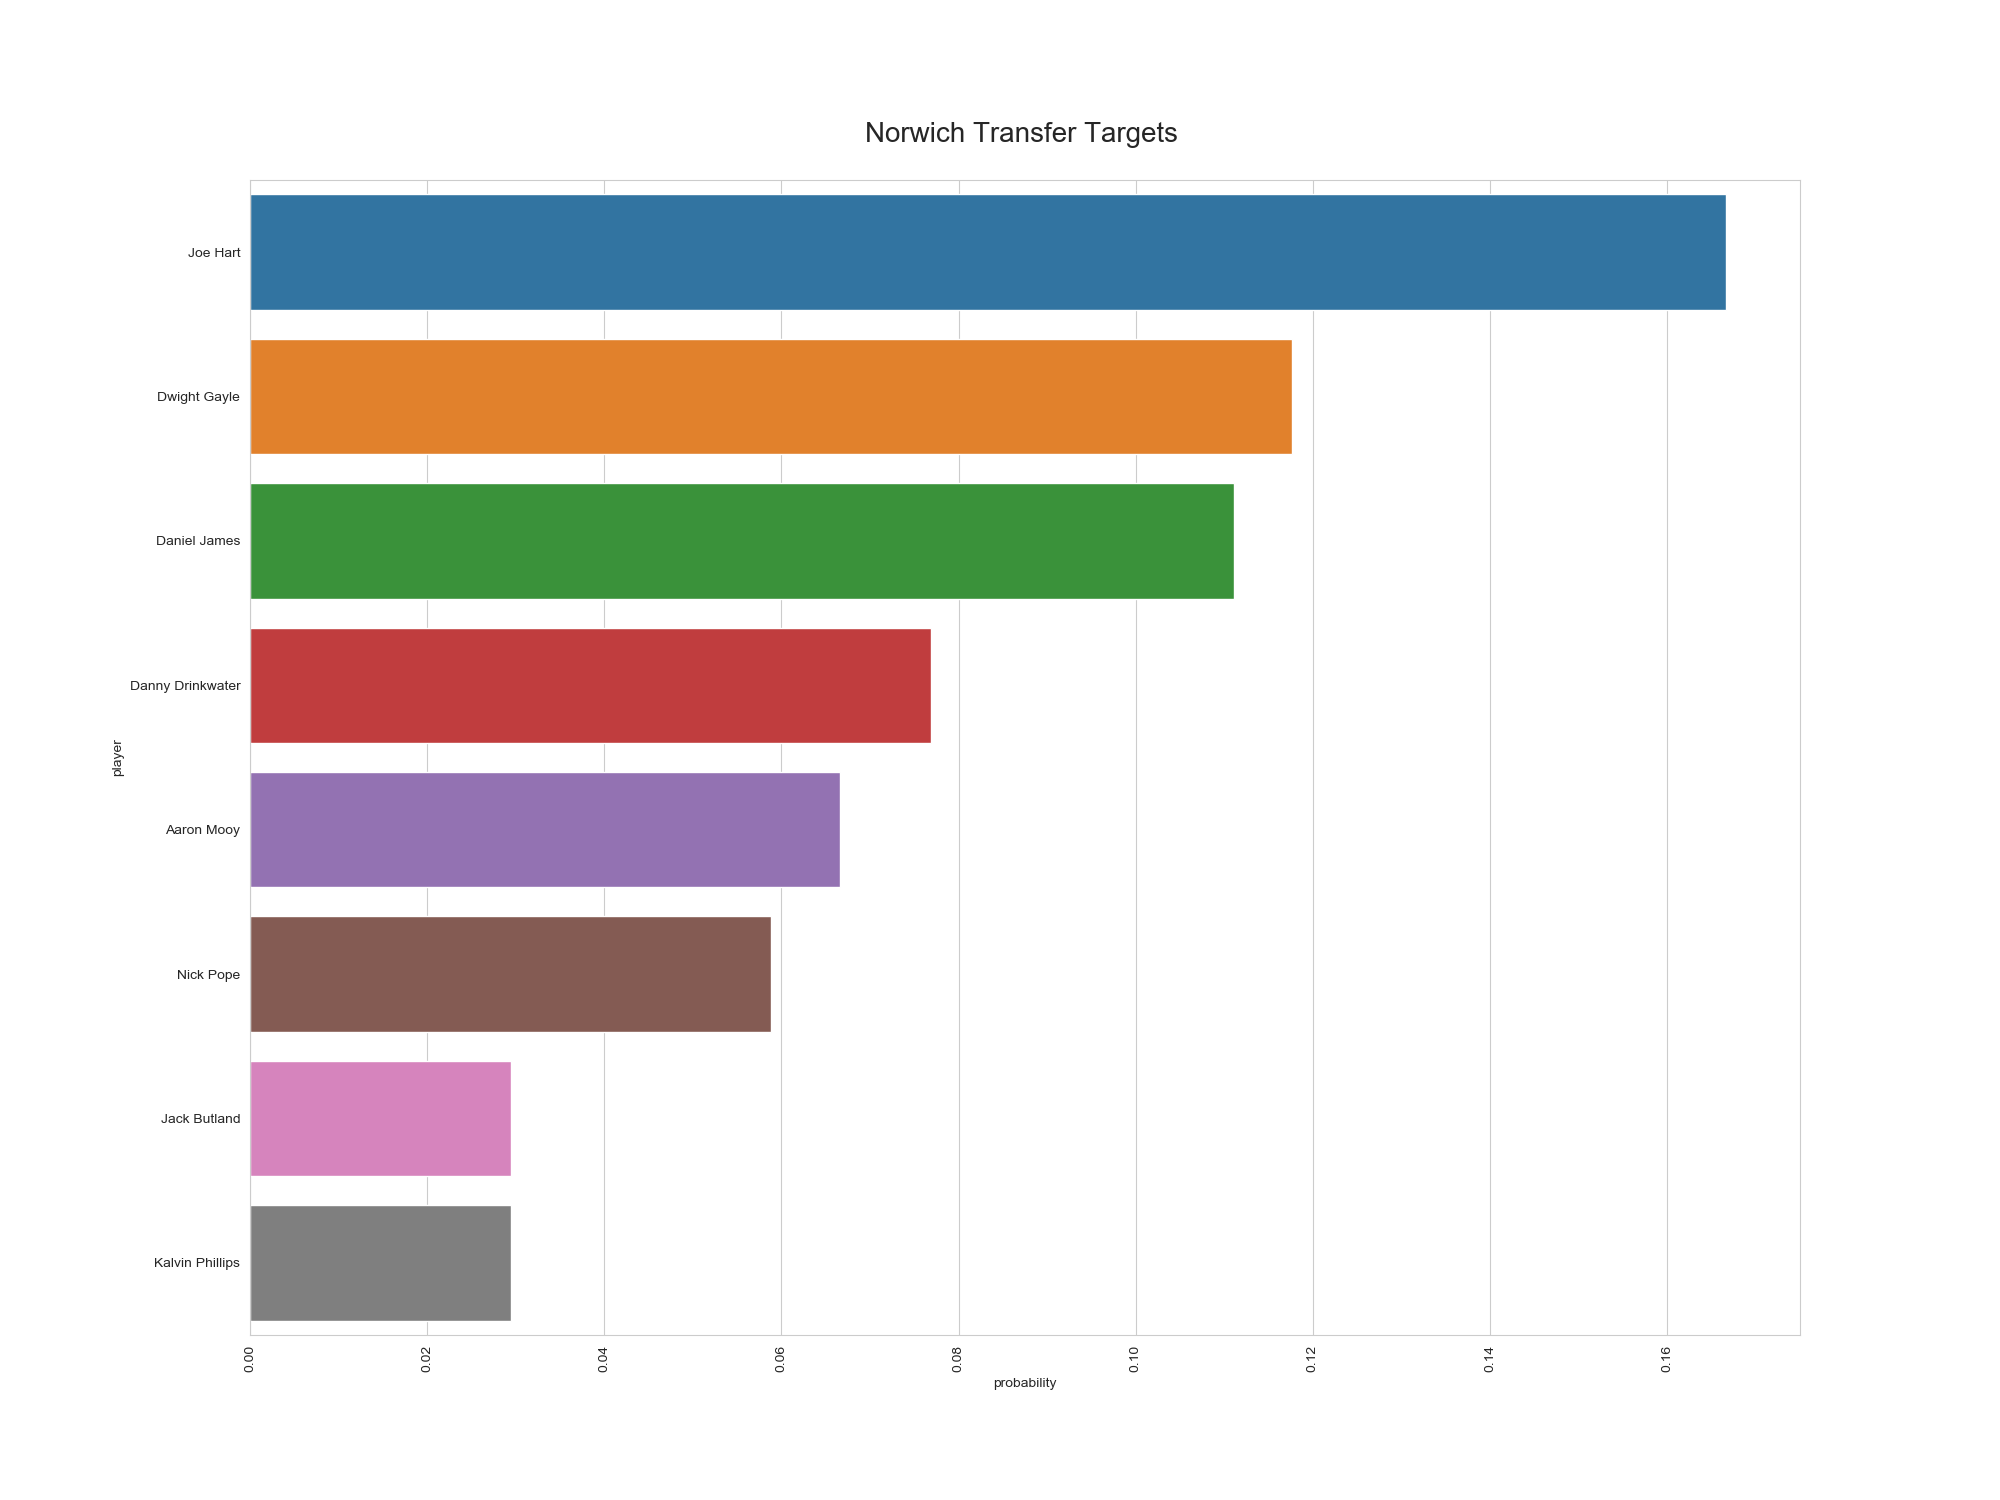 Norwich Transfer Targets
Joe Hart
Dwight Gayle
Daniel James
Danny Drinkwater
player
Aaron Mooy
Nick Pope
Jack Butland
Kalvin Phillips
0.00 0.02 0.04 0.06 0.08 0.10 0.12 0.14 0.16
probability